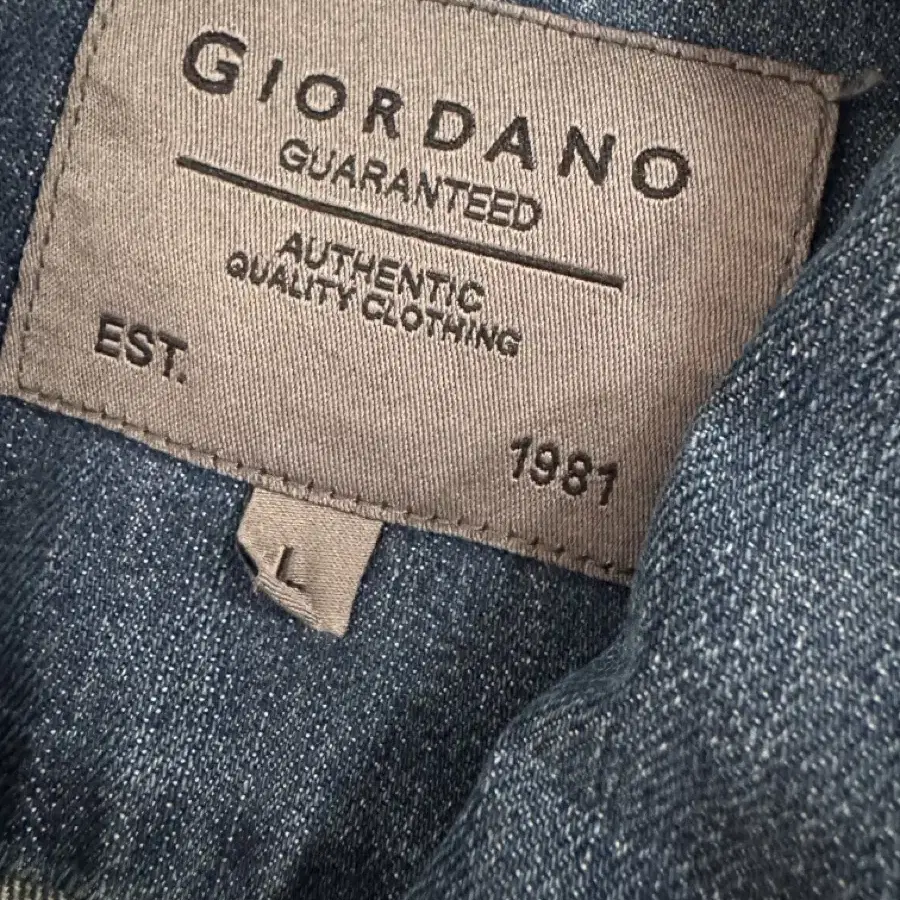 GIORDANO
GUARANTEED
AUTHENTIC
QUALITY CLOTHING
EST. 1981
L